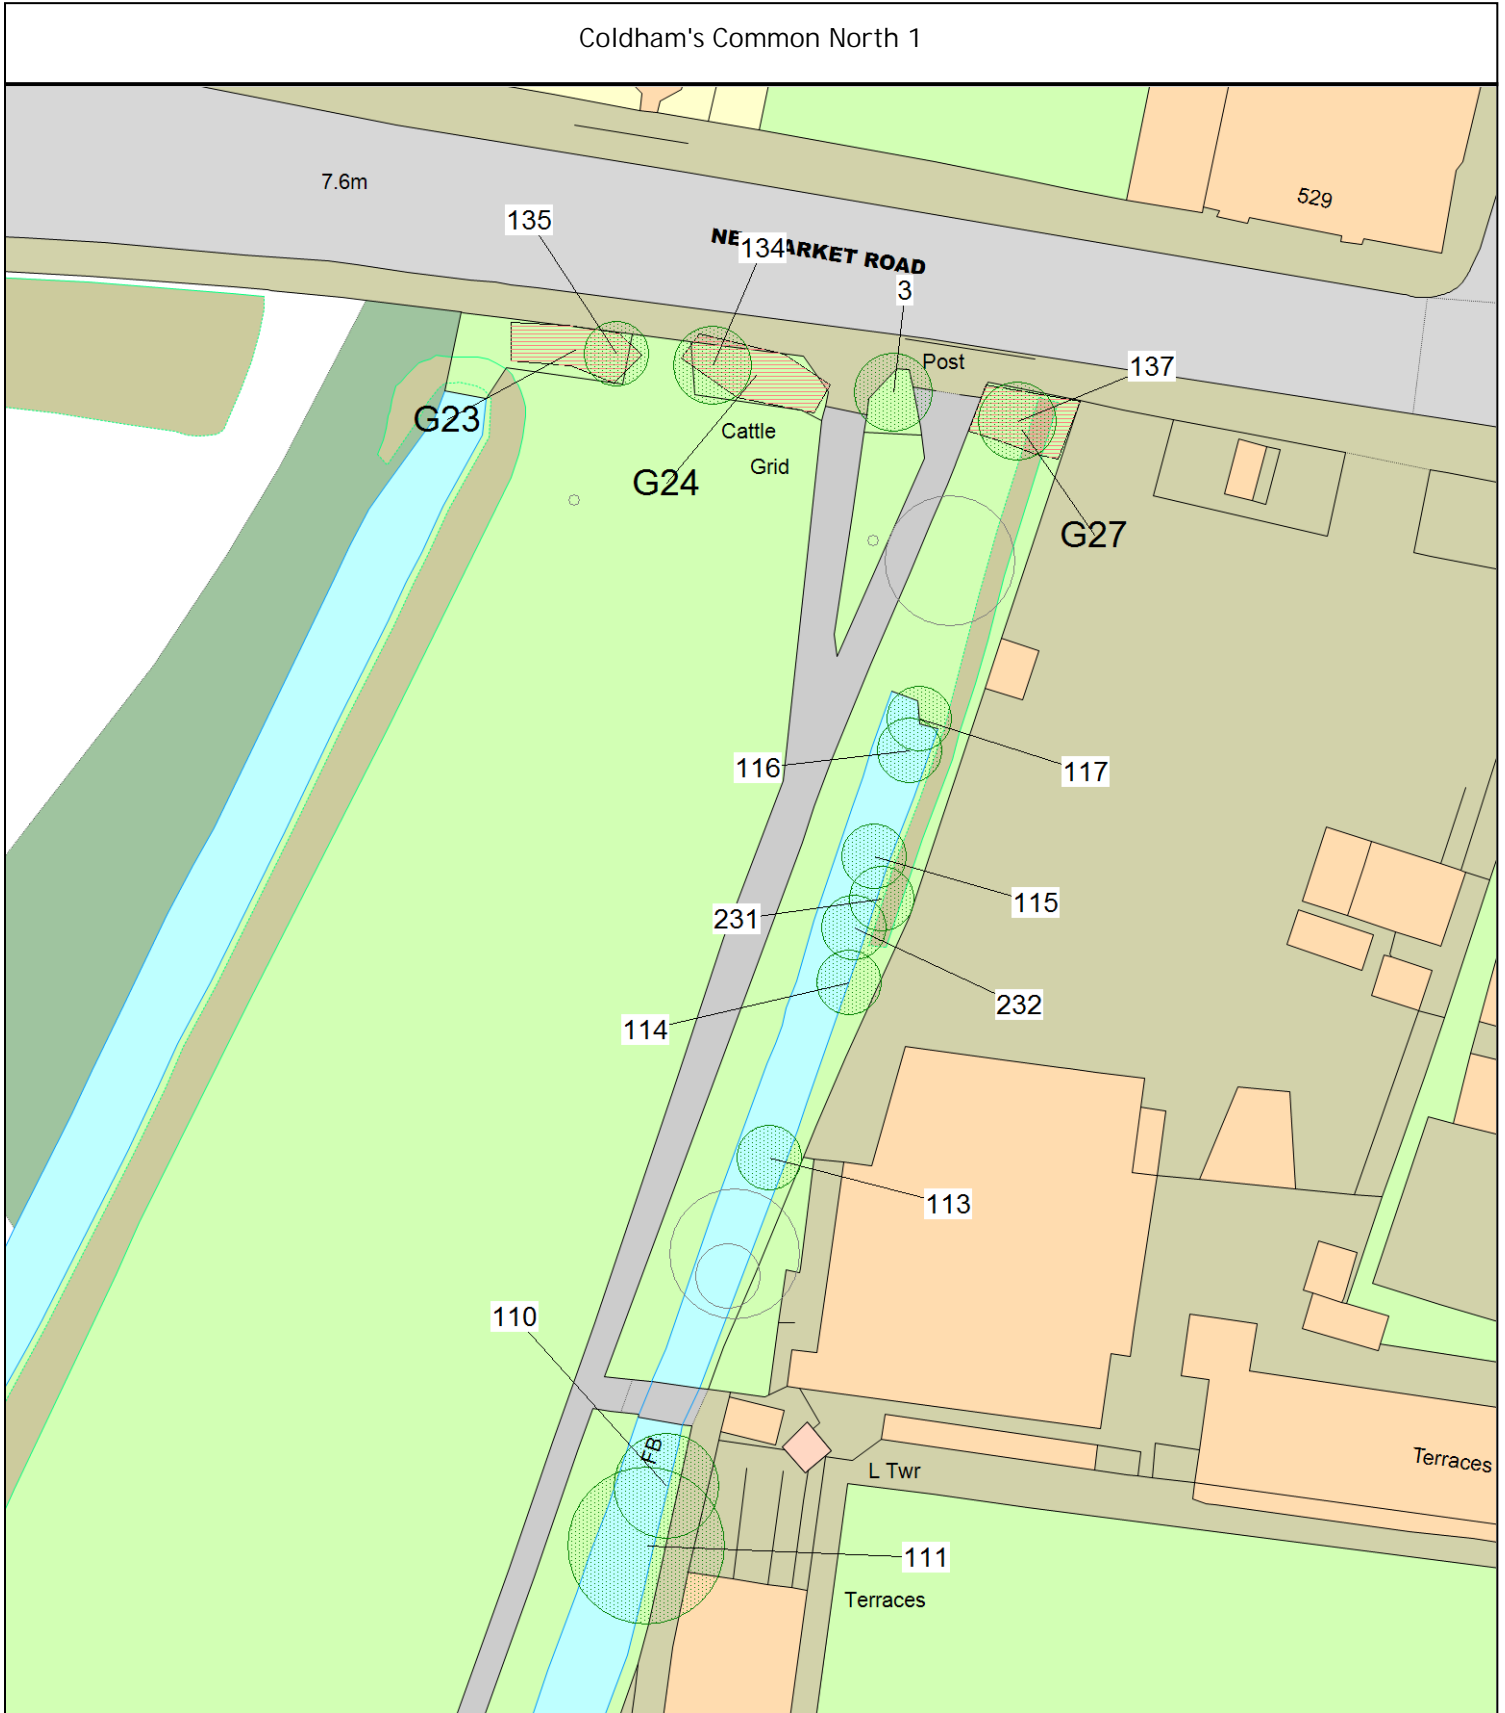 Coldham's Common North 1
7.6m
529
135
NE
134
ARKET ROAD
3
Post
137
G23
Cattle
Grid
G24
G27
116
117
115
231
232
114
113
110
FB
L Twr
Terraces
111
Terraces